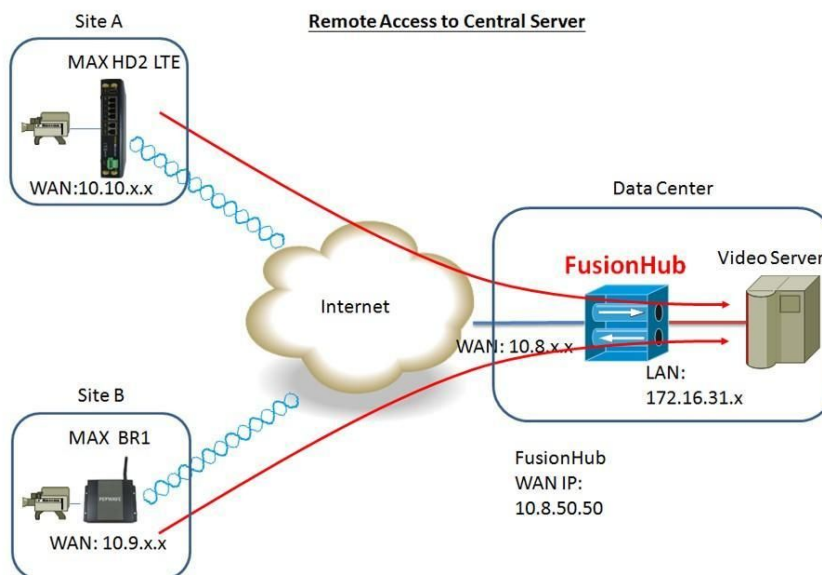 Remote Access to Central Server
Site A
MAX HD2 LTE
WAN:10.10.x.x
Internet
Data Center
FusionHub
Video Server
WAN: 10.8.x.x
LAN:
172.16.31.x
FusionHub
WAN IP:
10.8.50.50
Site B
MAX BR1
PEPWAVE
WAN: 10.9.x.x